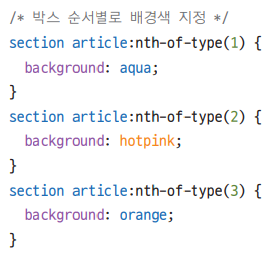 /* 박스 순서별로 배경색 지정 */
section article:nth-of-type(1) {
  background: aqua;
}
section article:nth-of-type(2) {
  background: hotpink;
}
section article:nth-of-type(3) {
  background: orange;
}